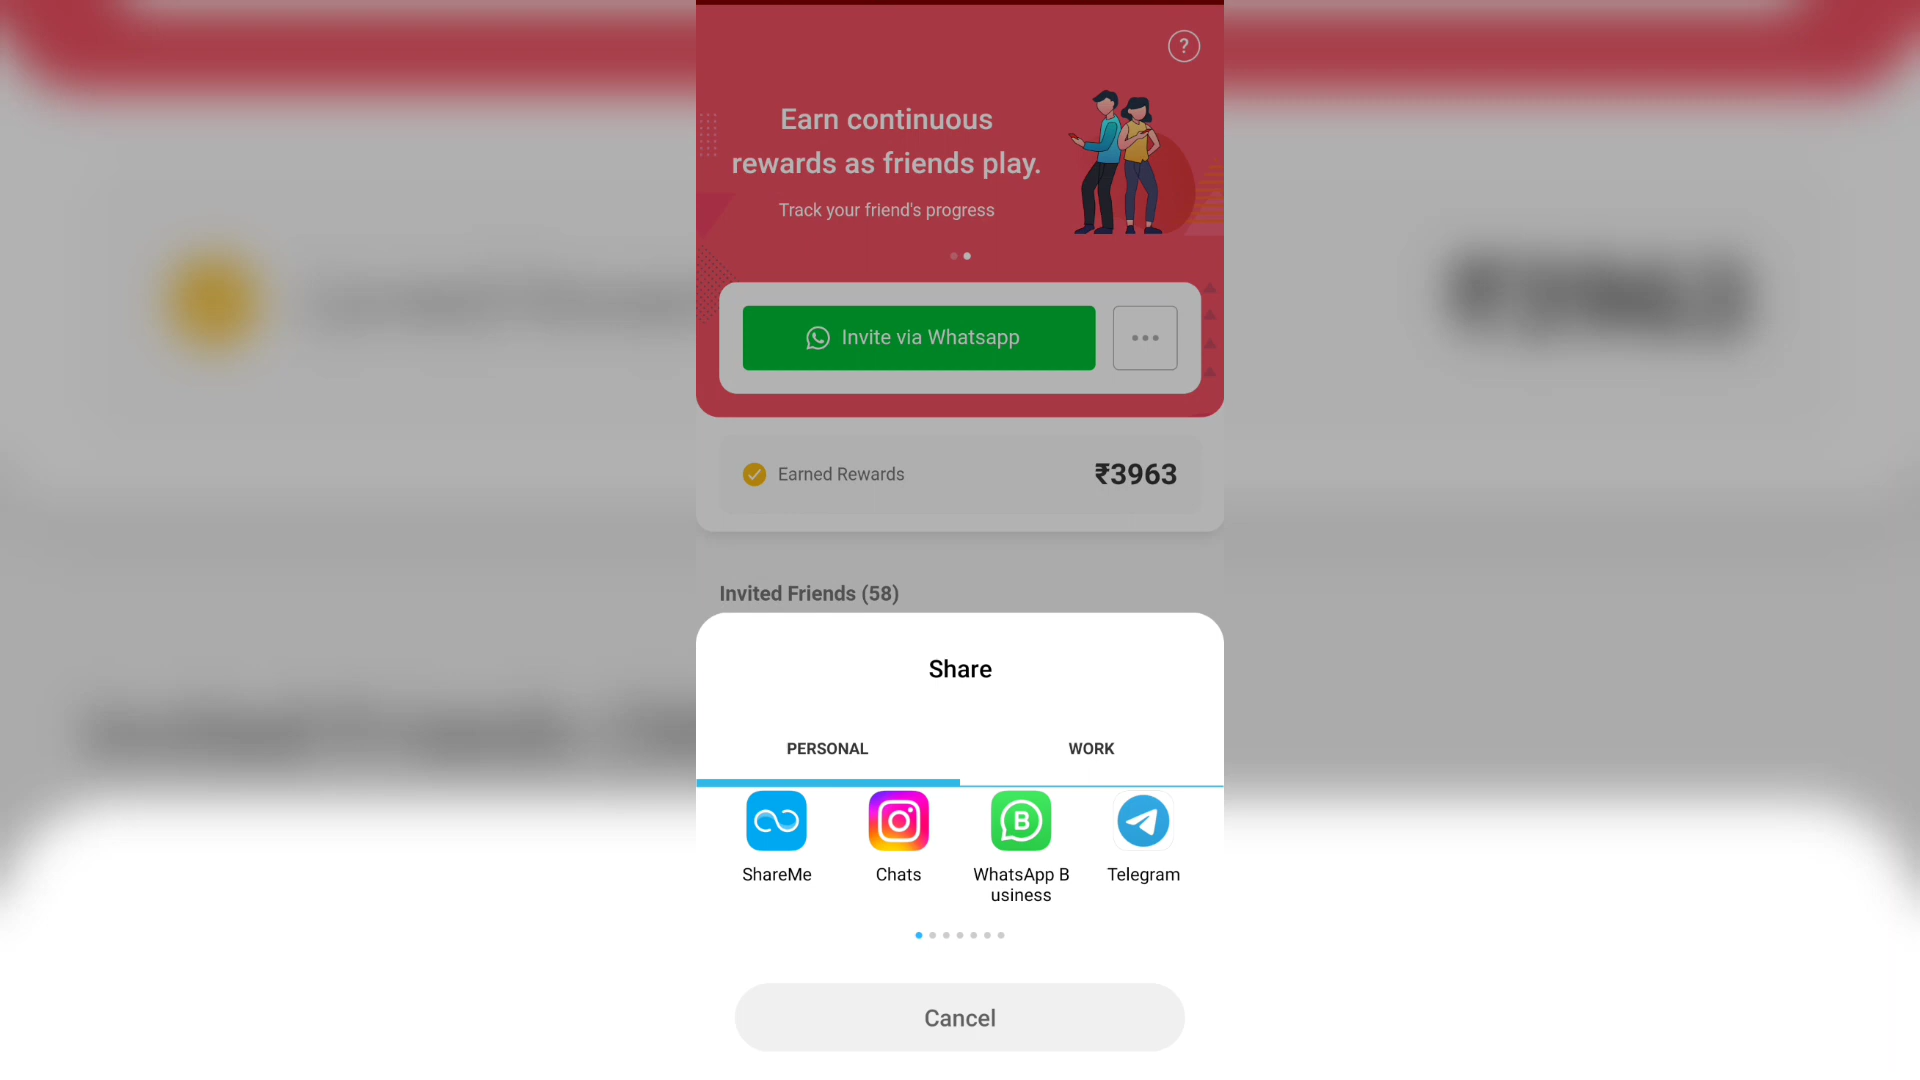 ?
Earn continuous
rewards as friends play.
Track your friend's progress
Invite via Whatsapp
Earned Rewards
₹3963
Invited Friends (58)
Share
PERSONAL
WORK
ShareMe
Chats
WhatsApp B
usiness
Telegram
Cancel